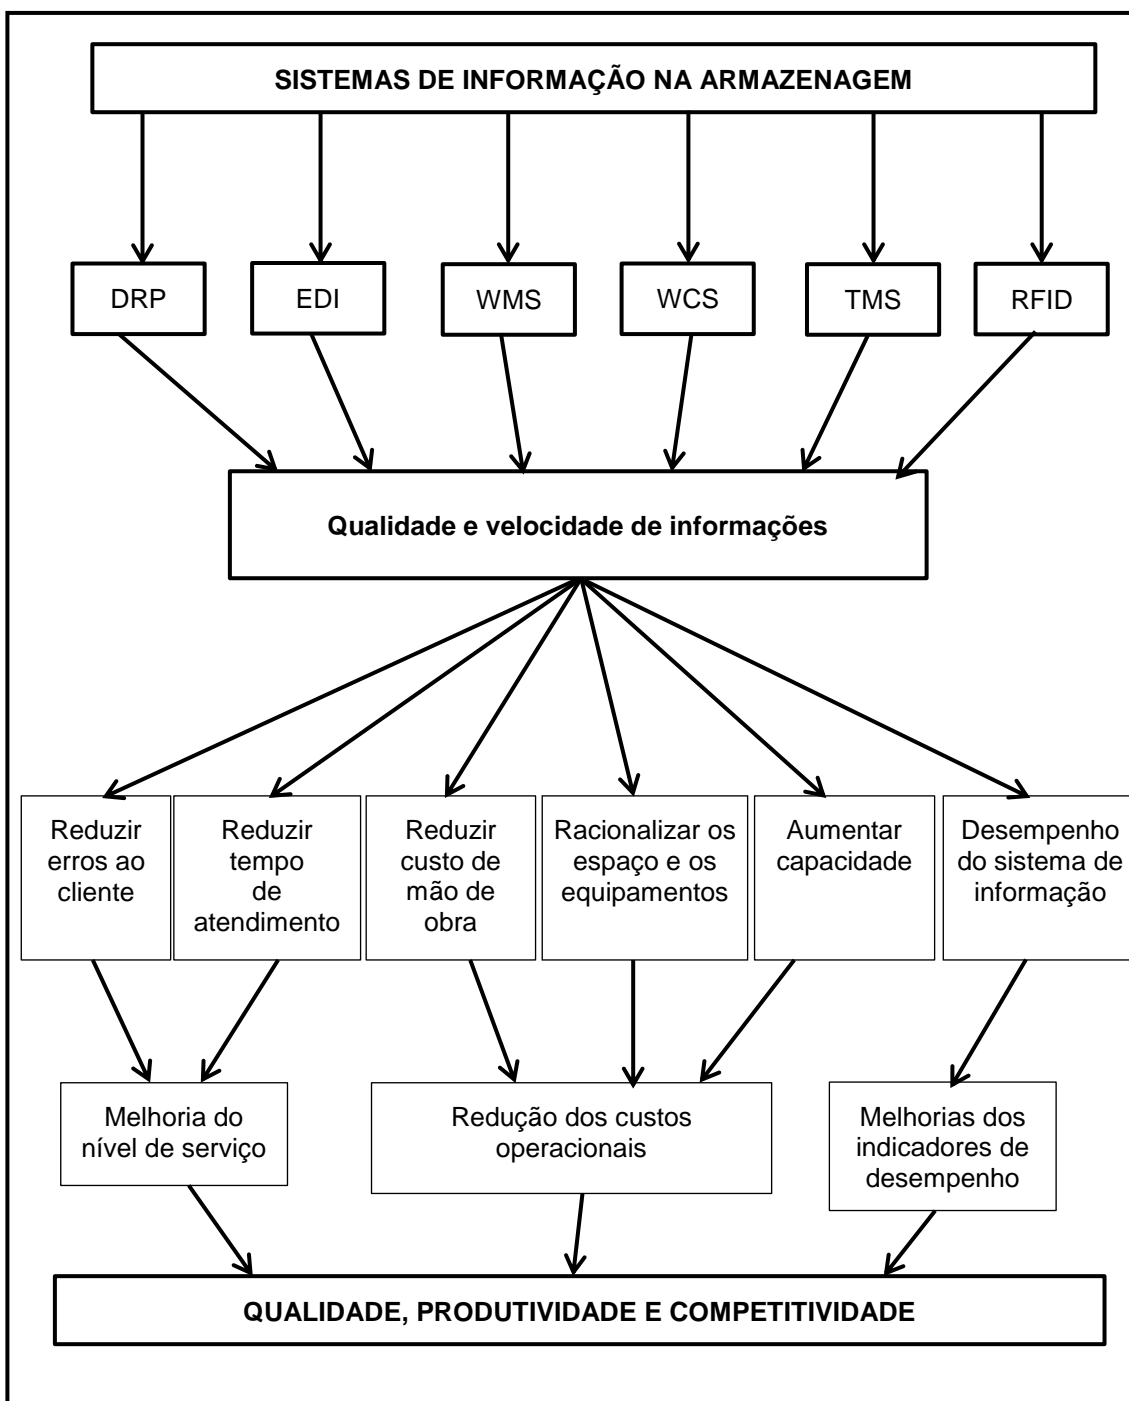 SISTEMAS DE INFORMAÇÃO NA ARMAZENAGEM
DRP
EDI
WMS
WCS
TMS
RFID
Qualidade e velocidade de informações
Reduzir
erros ao
cliente
Reduzir
tempo
de
atendimento
Reduzir
custo de
mão de
obra
Racionalizar os
espaço e os
equipamentos
Aumentar
capacidade
Desempenho
do sistema de
informação
Melhoria do
nível de serviço
Redução dos custos
operacionais
Melhorias dos
indicadores de
desempenho
QUALIDADE, PRODUTIVIDADE E COMPETITIVIDADE